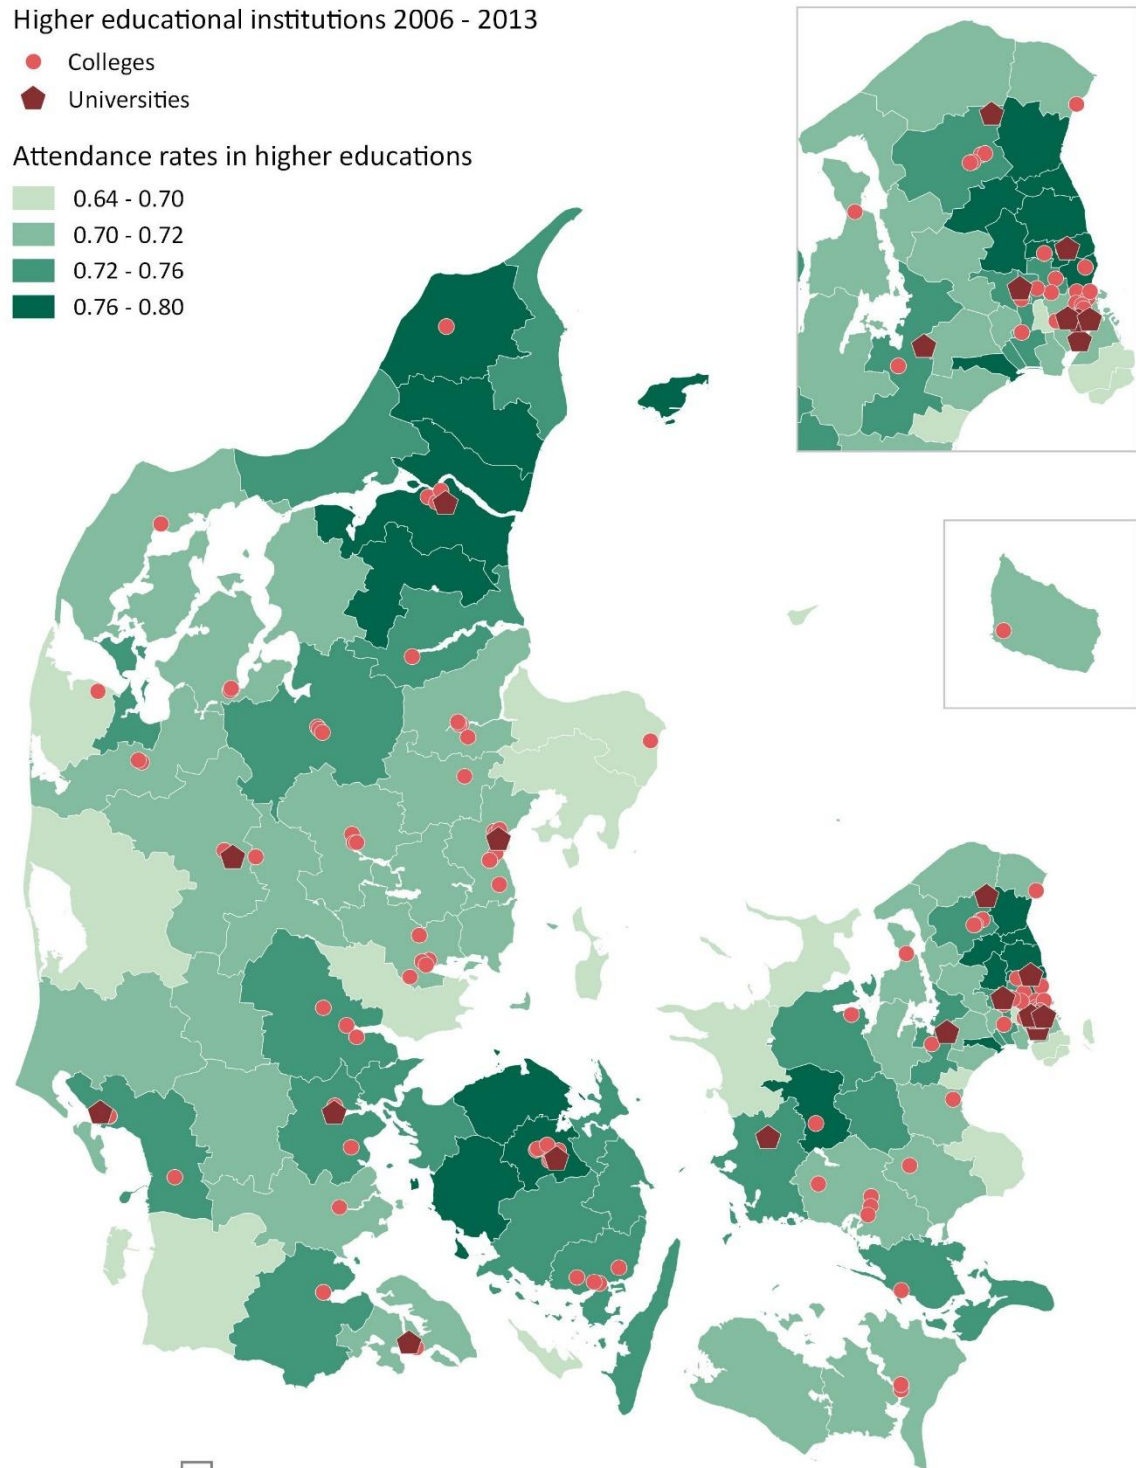 Higher educational institutions 2006 - 2013
Colleges
Universities
Attendance rates in higher educations
0.64 - 0.70
0.70 - 0.72
0.72 - 0.76
0.76 - 0.80